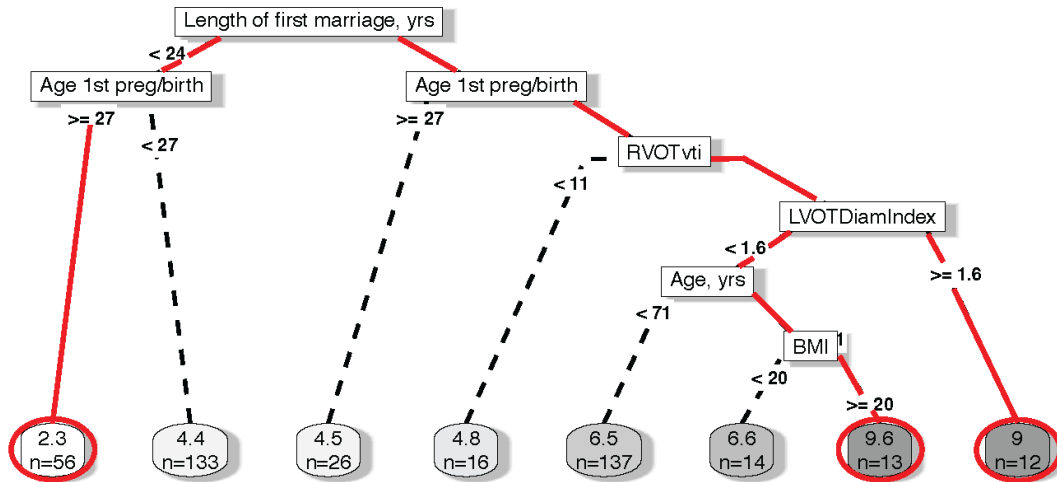 Length of first marriage, yrs
< 24
Age 1st preg/birth
Age 1st preg/birth
>= 27
< 27
>= 27
RVOTvti
< 11
LVOTDiamIndex
< 1.6
>= 1.6
Age, yrs
< 71
BMI
1
< 20
>= 20
2.3
n=56
4.4
n=133
4.5
n=26
4.8
n=16
6.5
n=137
6.6
n=14
9.6
n=13
9
n=12